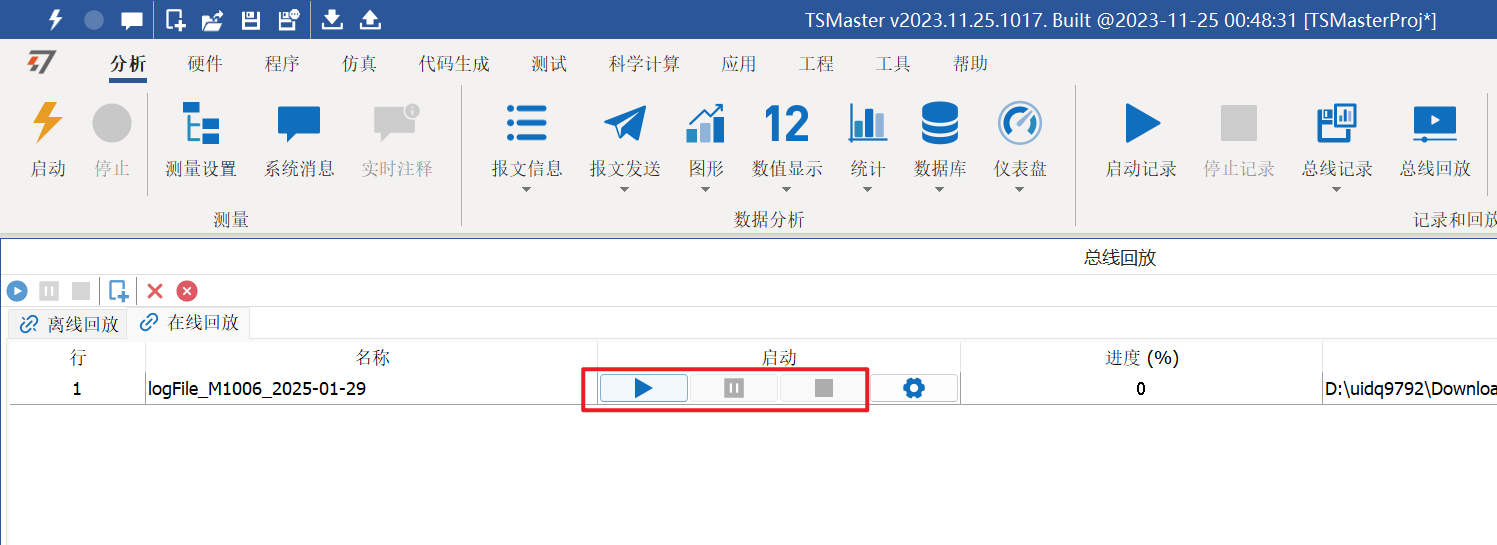 TSMaster v2023.11.25.1017. Built @2023-11-25 00:48:31 [TSMasterProj*]
分析 硬件 程序 仿真 代码生成 测试 科学计算 应用 工程 工具 帮助
12
启动 停止 测量设置 系统消息 实时注释 报文信息 报文发送 图形 数值显示 统计 数据库 仪表盘 启动记录 停止记录 总线记录 总线回放
测量 数据分析 记录和回放
总线回放
离线回放 在线回放
行 名称 启动 进度 (%)
1 logFile_M1006_2025-01-29 0 D:\uidq9792\Downloa